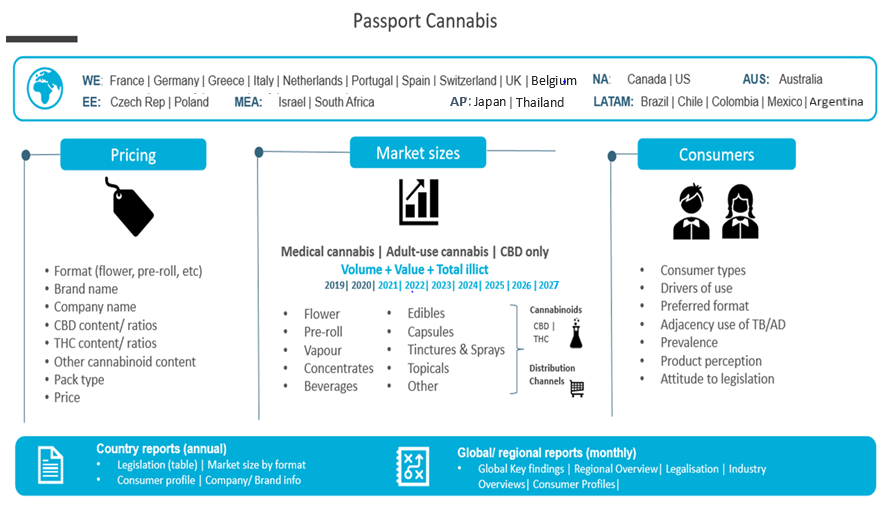 Passport Cannabis
WE: France | Germany | Greece | Italy | Netherlands | Portugal | Spain | Switzerland | UK | Belgium
NA: Canada | US
AUS: Australia
EE: Czech Rep | Poland
MEA: Israel | South Africa
AP: Japan | Thailand
LATAM: Brazil | Chile | Colombia | Mexico | Argentina
Pricing
• Format (flower, pre-roll, etc)
• Brand name
• Company name
• CBD content/ ratios
• THC content/ ratios
• Other cannabinoid content
• Pack type
• Price
Market sizes
Medical cannabis | Adult-use cannabis | CBD only
Volume + Value + Total illict
2019| 2020| 2021| 2022| 2023| 2024| 2025 | 2026 | 2027
• Flower
• Pre-roll
• Vapour
• Concentrates
• Beverages
• Edibles
• Capsules
• Tinctures & Sprays
• Topicals
• Other
Cannabinoids
CBD |
THC
Distribution
Channels
Consumers
• Consumer types
• Drivers of use
• Preferred format
• Adjacency use of TB/AD
• Prevalence
• Product perception
• Attitude to legislation
Country reports (annual)
• Legislation (table) | Market size by format
• Consumer profile | Company/ Brand info
Global/ regional reports (monthly)
• Global Key findings | Regional Overview| Legalisation | Industry
Overviews| Consumer Profiles|